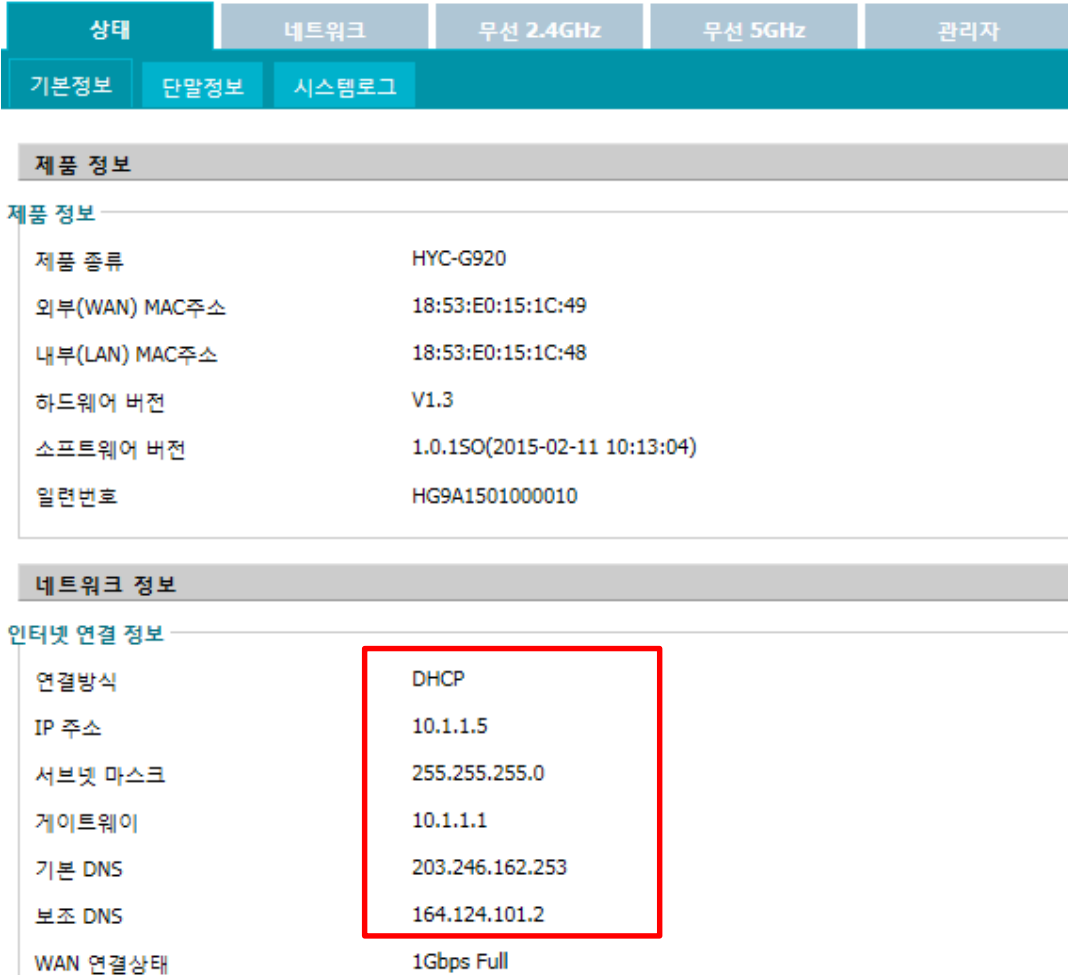 상태 네트워크 무선 2.4GHz 무선 5GHz 관리자
기본정보 단말정보 시스템로그
제품 정보
제품 정보
제품 종류 HYC-G920
외부(WAN) MAC주소 18:53:E0:15:1C:49
내부(LAN) MAC주소 18:53:E0:15:1C:48
하드웨어 버전 V1.3
소프트웨어 버전 1.0.1SO(2015-02-11 10:13:04)
일련번호 HG9A1501000010
네트워크 정보
인터넷 연결 정보
연결방식 DHCP
IP 주소 10.1.1.5
서브넷 마스크 255.255.255.0
게이트웨이 10.1.1.1
기본 DNS 203.246.162.253
보조 DNS 164.124.101.2
WAN 연결상태 1Gbps Full